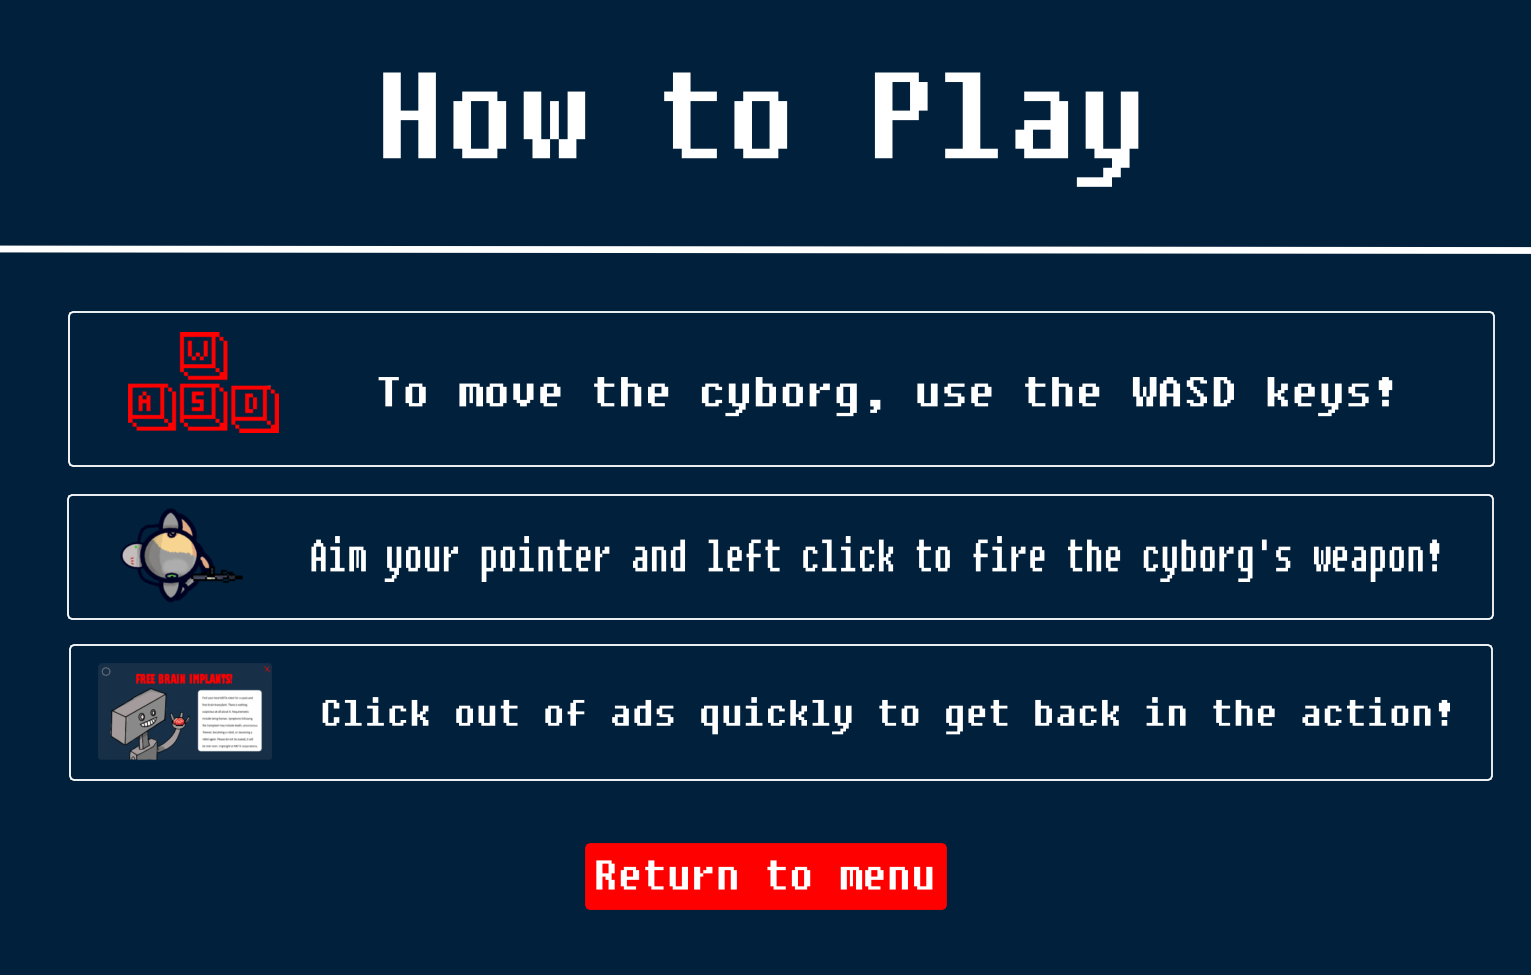 How to Play
W
A S D
To move the cyborg, use the WASD keys!
Aim your pointer and left click to fire the cyborg's weapon!
FREE BRAIN IMPLANTS!
Click out of ads quickly to get back in the action!
Return to menu